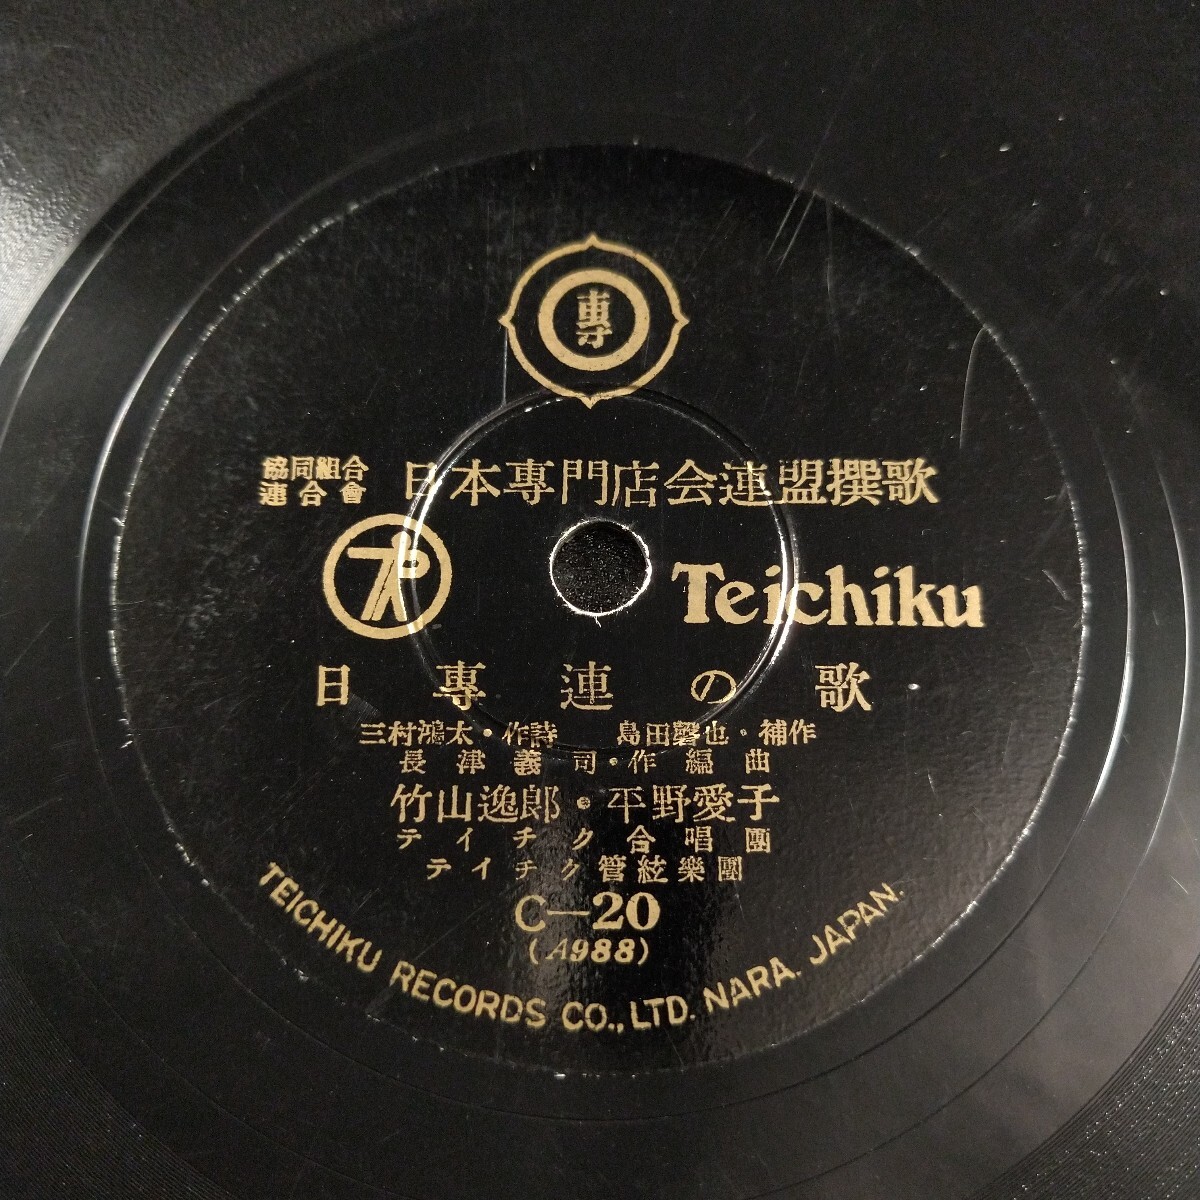 專
協同組合
連合會
日本專門店会連盟撰歌
プ
Teichiku
日專連の歌
三村鴻太・作詩 島田磬也・補作
長津義司・作編曲
竹山逸郎・平野愛子
テイチク合唱團
テイチク管絃樂團
C-20
(A988)
TEICHIKU RECORDS CO., LTD. NARA. JAPAN.